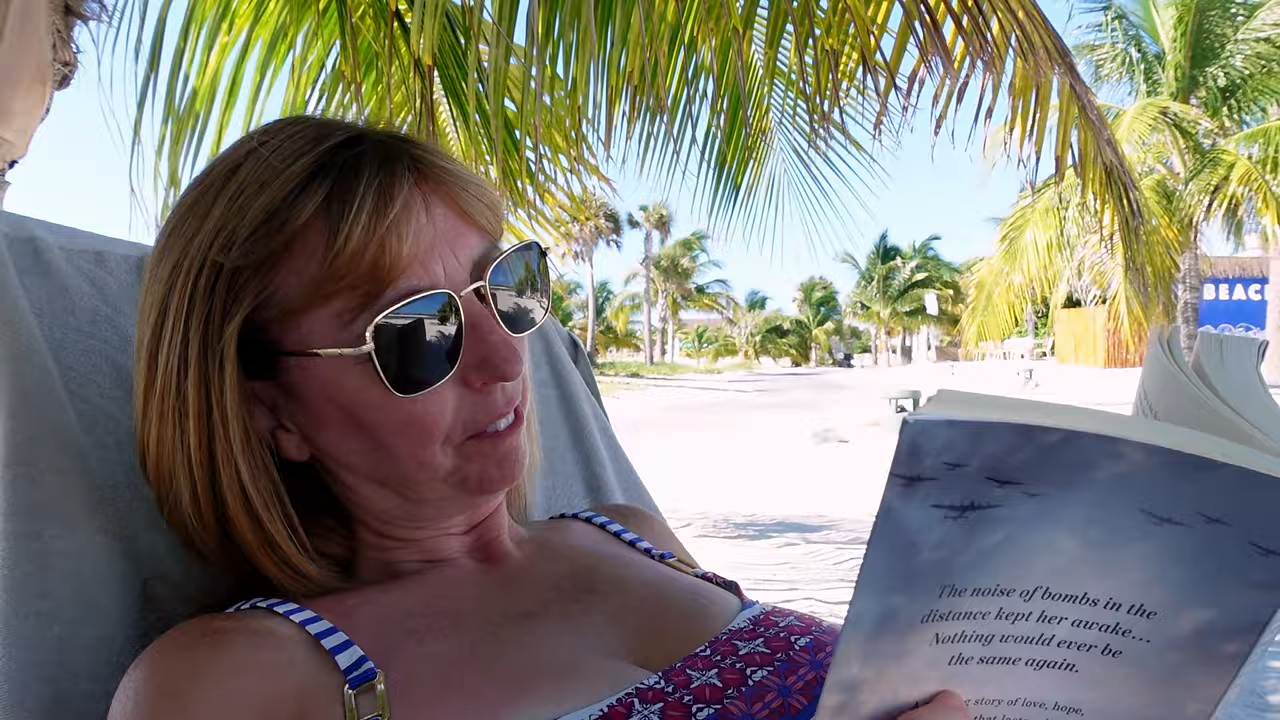 BEACH
The noise of bombs in the
distance kept her awake...
Nothing would ever be
the same again.
story of love, hope,
that